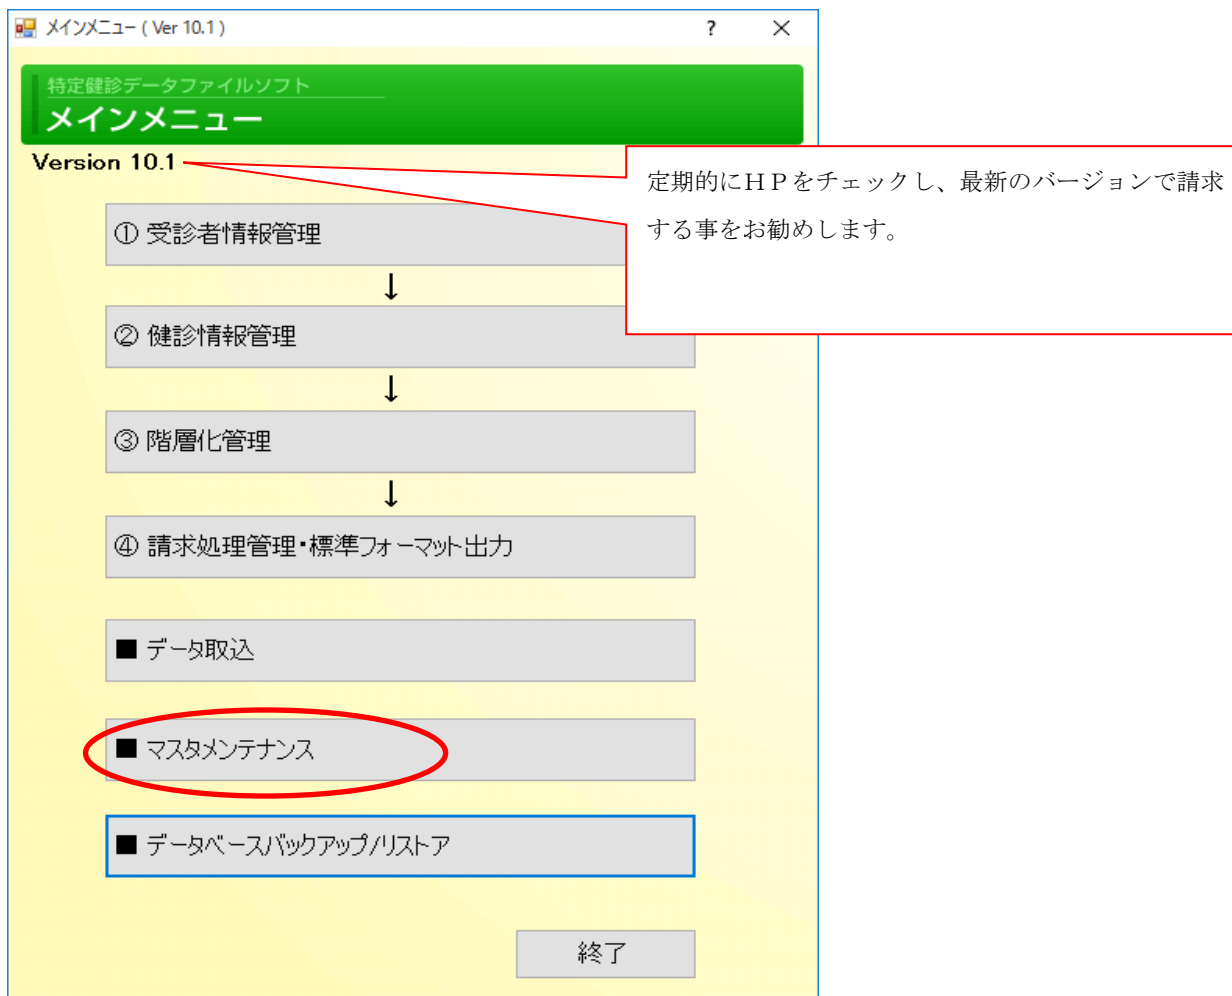 メインメニュー ( Ver 10.1 )
? ×
特定健診データファイルソフト
メインメニュー
Version 10.1
定期的にＨＰをチェックし、最新のバージョンで請求
する事をお勧めします。
① 受診者情報管理
↓
② 健診情報管理
↓
③ 階層化管理
↓
④ 請求処理管理・標準フォーマット出力
■ データ取込
■ マスタメンテナンス
■ データベースバックアップ/リストア
終了